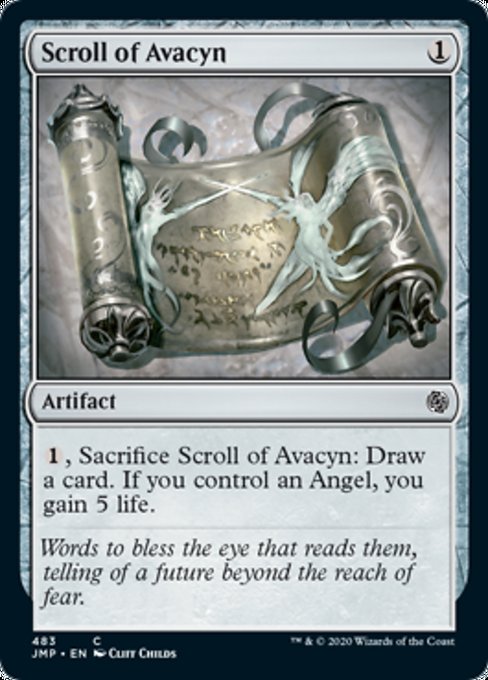 Scroll of Avacyn 1
Artifact
1, Sacrifice Scroll of Avacyn: Draw
a card. If you control an Angel, you
gain 5 life.
Words to bless the eye that reads them,
telling of a future beyond the reach of
fear.
483 C
JMP • EN Cliff Childs
™ & © 2020 Wizards of the Coast